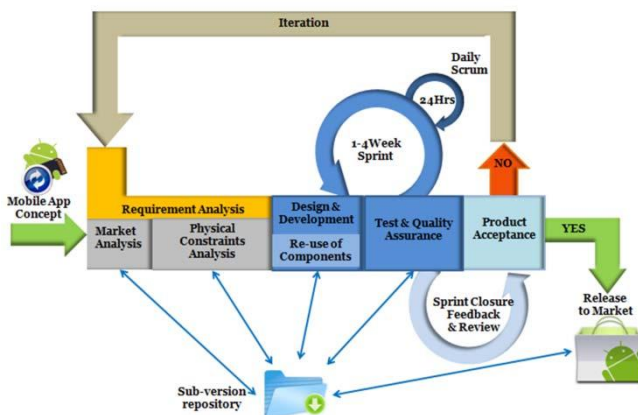 Iteration
Daily
Scrum
24Hrs
1-4Week
Sprint
Mobile App
Concept
NO
Requirement Analysis
Market
Analysis
Physical
Constraints
Analysis
Design &
Development
Re-use of
Components
Test & Quality
Assurance
Product
Acceptance
YES
Sprint Closure
Feedback
& Review
Release
to Market
Sub-version
repository